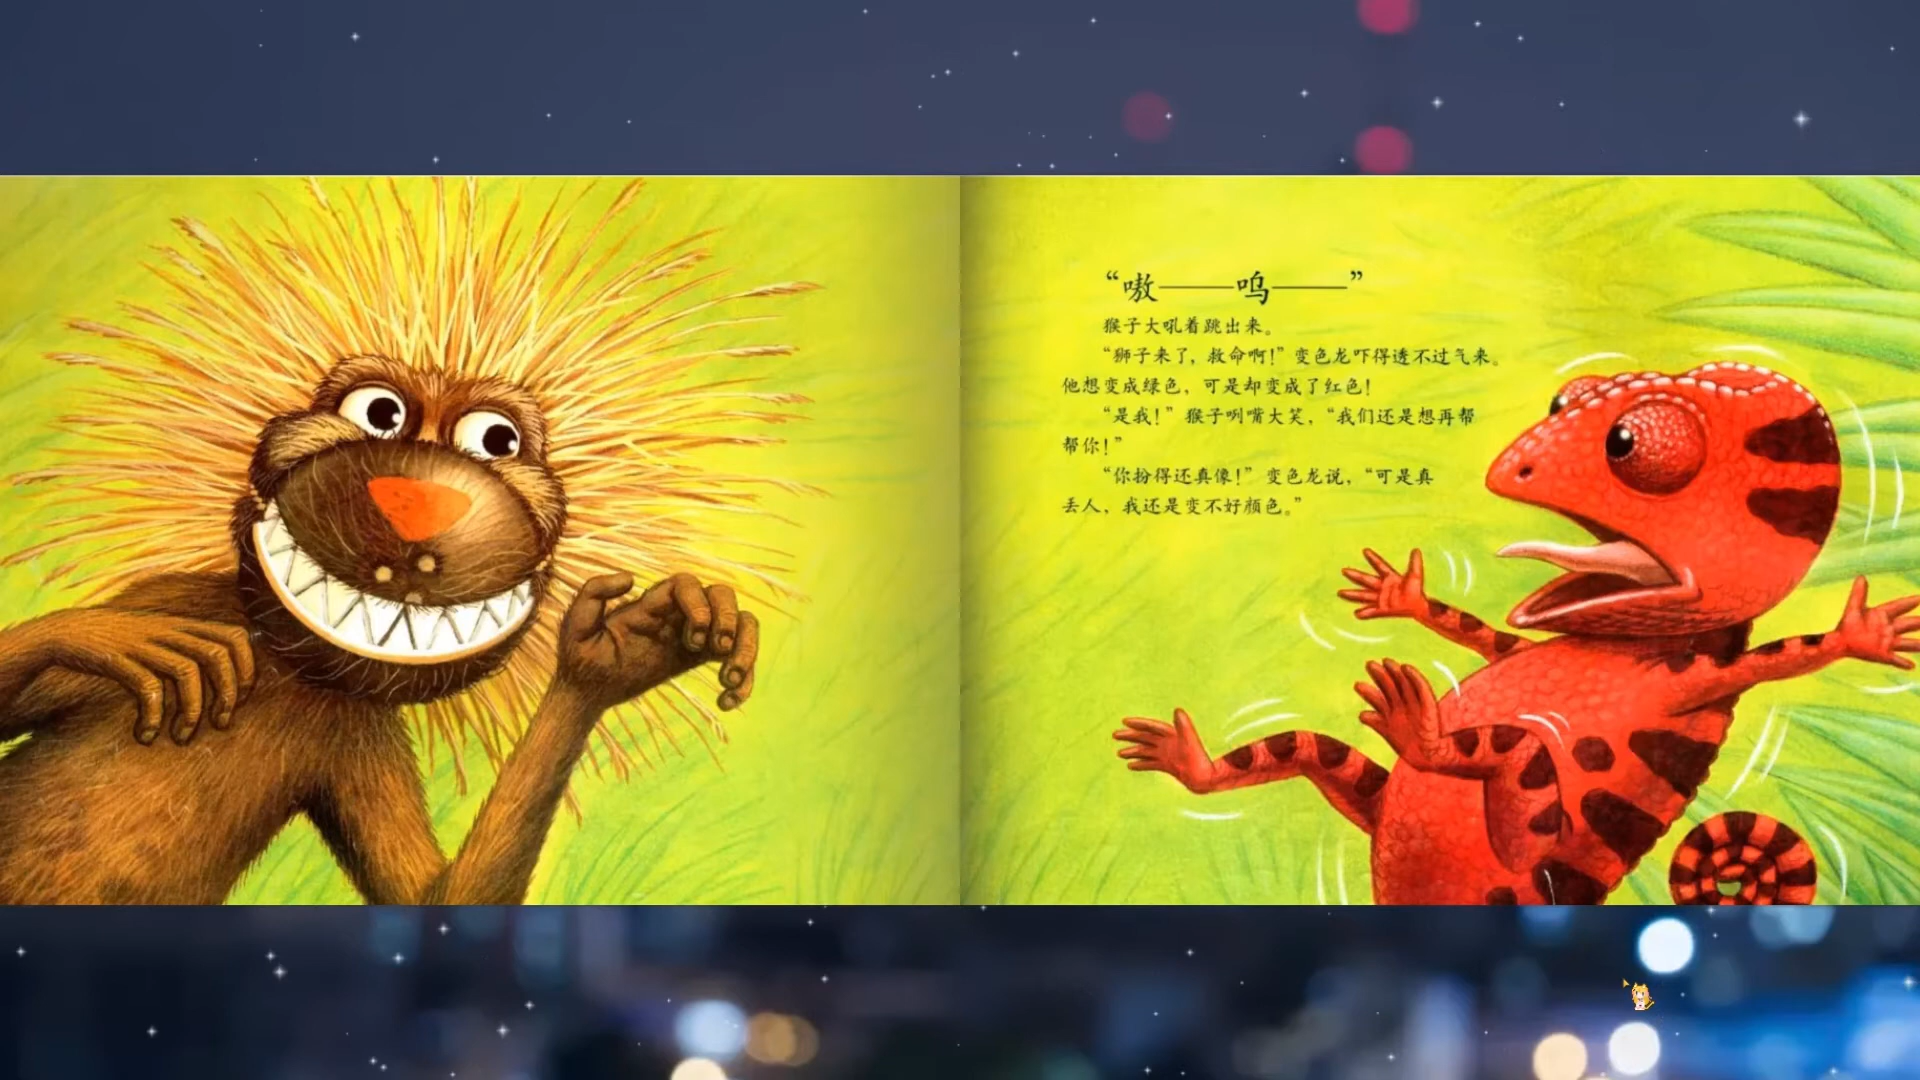 “嗷——呜——”
猴子大吼着跳出来。
“狮子来了，救命啊！”变色龙吓得透不过气来。
他想变成绿色，可是却变成了红色！
“是我！”猴子咧嘴大笑，“我们还是想再帮
帮你！”
“你扮得还真像！”变色龙说，“可是真
丢人，我还是变不好颜色。”